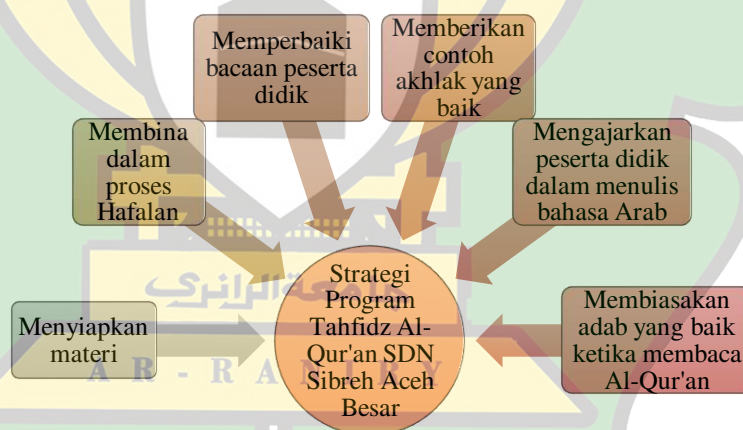 Memperbaiki
bacaan peserta
didik
Memberikan
contoh
akhlak yang
baik
Membina
dalam
proses
Hafalan
Mengajarkan
peserta didik
dalam menulis
bahasa Arab
Menyiapkan
materi
Strategi
Program
Tahfidz Al-
Qur'an SDN
Sibreh Aceh
Besar
Membiasakan
adab yang baik
ketika membaca
Al-Qur'an
جامعة الرانري
A R - R A N I R Y